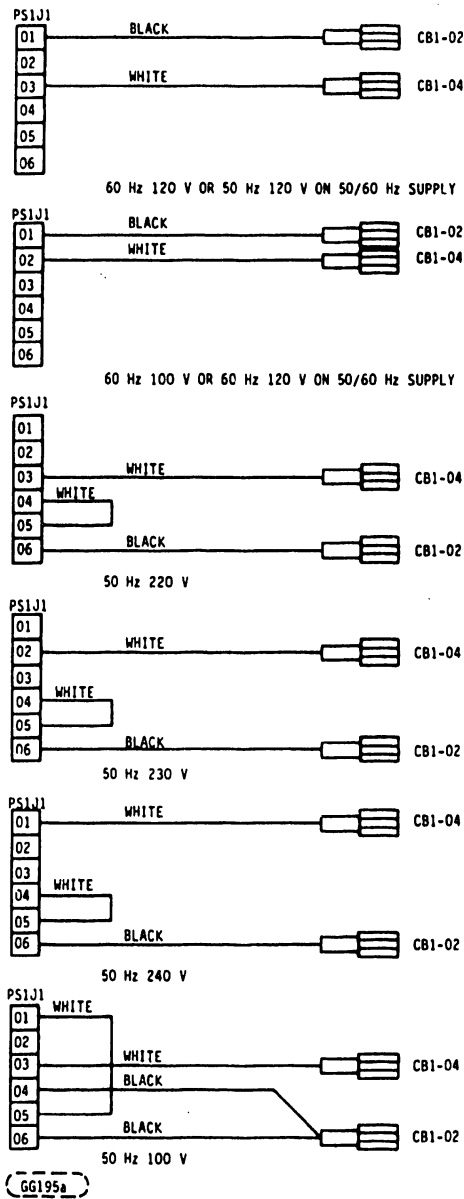 PS1J1
01 BLACK CB1-02
02
03 WHITE CB1-04
04
05
06
60 Hz 120 V OR 50 Hz 120 V ON 50/60 Hz SUPPLY
PS1J1
01 BLACK CB1-02
02 WHITE CB1-04
03
04
05
06
60 Hz 100 V OR 60 Hz 120 V ON 50/60 Hz SUPPLY
PS1J1
01
02
03 WHITE CB1-04
04 WHITE
05
06 BLACK CB1-02
50 Hz 220 V
PS1J1
01
02 WHITE CB1-04
03
04 WHITE
05
06 BLACK CB1-02
50 Hz 230 V
PS1J1
01 WHITE CB1-04
02
03
04 WHITE
05
06 BLACK CB1-02
50 Hz 240 V
PS1J1
01 WHITE
02
03 WHITE CB1-04
04 BLACK
05
06 BLACK CB1-02
50 Hz 100 V
GG195a